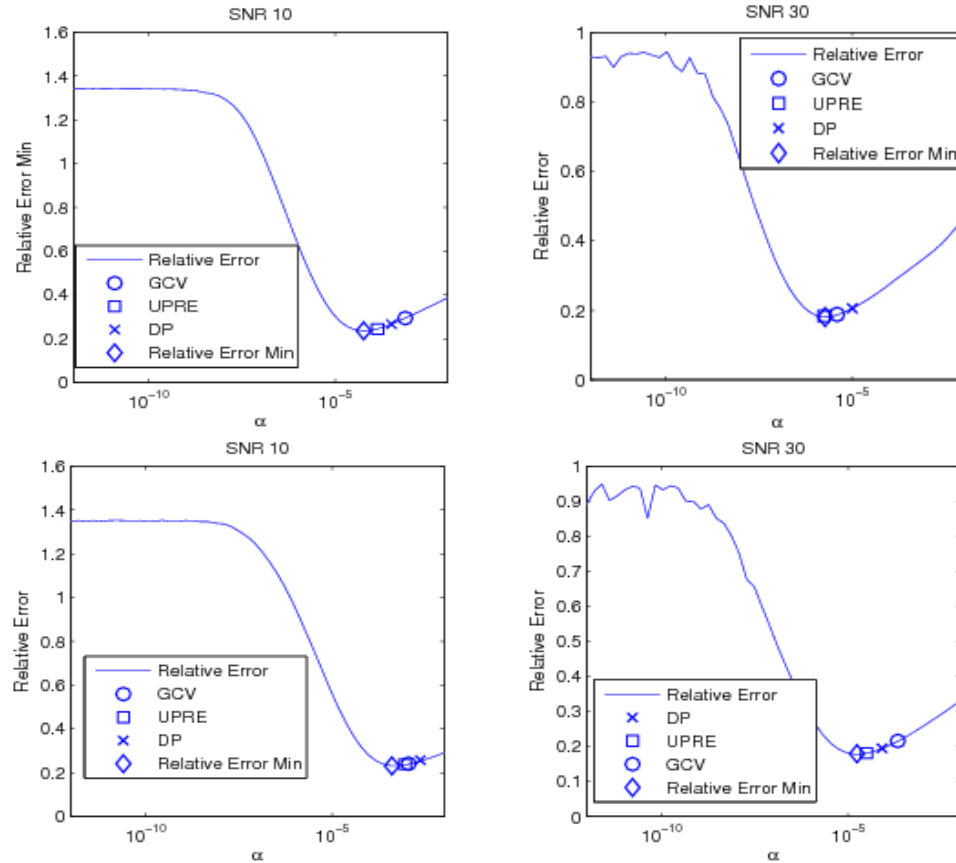 SNR 10
1.6
1.4
1.2
1
0.8
0.6
0.4
0.2
0
Relative Error Min
Relative Error
GCV
UPRE
DP
Relative Error Min
10^-10
10^-5
α
SNR 30
1
0.8
0.6
0.4
0.2
0
Relative Error
Relative Error
GCV
UPRE
DP
Relative Error Min
10^-10
10^-5
α
SNR 10
1.6
1.4
1.2
1
0.8
0.6
0.4
0.2
0
Relative Error
Relative Error
GCV
UPRE
DP
Relative Error Min
10^-10
10^-5
α
SNR 30
1
0.9
0.8
0.7
0.6
0.5
0.4
0.3
0.2
0.1
0
Relative Error
Relative Error
DP
UPRE
GCV
Relative Error Min
10^-10
10^-5
α